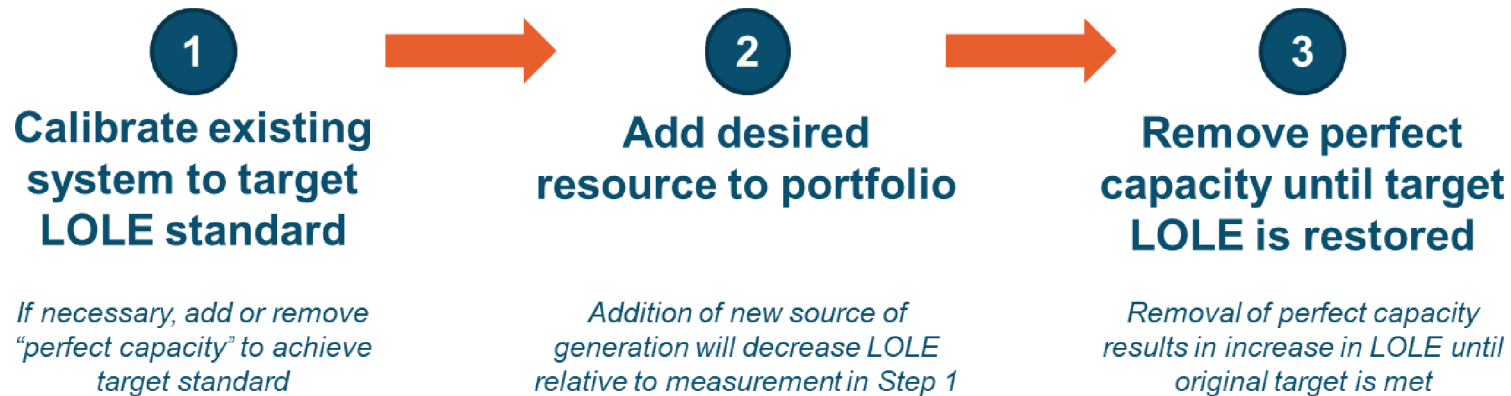 1
Calibrate existing
system to target
LOLE standard
If necessary, add or remove
“perfect capacity” to achieve
target standard
2
Add desired
resource to portfolio
Addition of new source of
generation will decrease LOLE
relative to measurement in Step 1
3
Remove perfect
capacity until target
LOLE is restored
Removal of perfect capacity
results in increase in LOLE until
original target is met